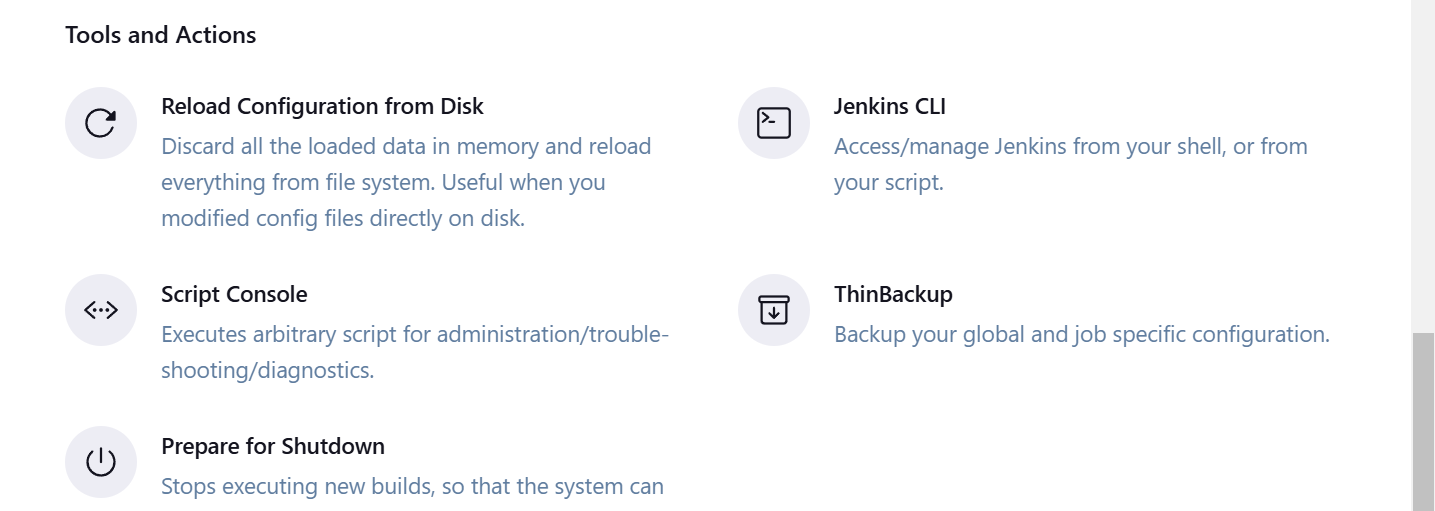 Tools and Actions
Reload Configuration from Disk
Discard all the loaded data in memory and reload
everything from file system. Useful when you
modified config files directly on disk.
Jenkins CLI
Access/manage Jenkins from your shell, or from
your script.
Script Console
Executes arbitrary script for administration/trouble-
shooting/diagnostics.
ThinBackup
Backup your global and job specific configuration.
Prepare for Shutdown
Stops executing new builds, so that the system can